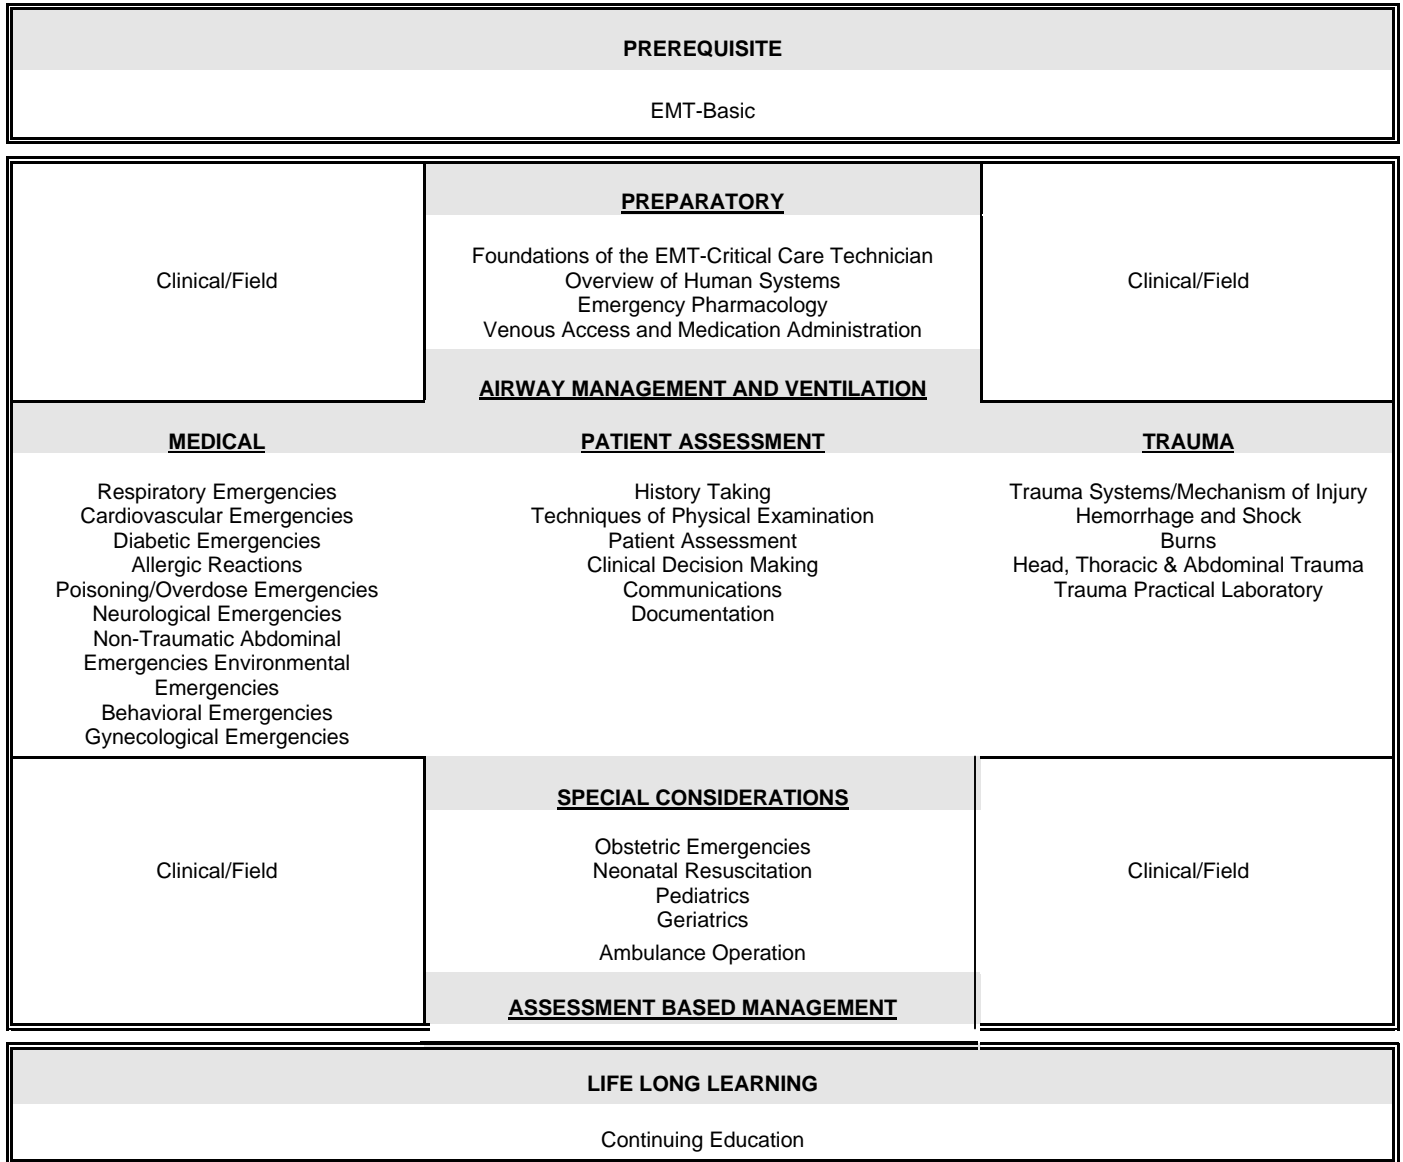 PREREQUISITE
EMT-Basic
PREPARATORY
Clinical/Field
Foundations of the EMT-Critical Care Technician
Overview of Human Systems
Emergency Pharmacology
Venous Access and Medication Administration
Clinical/Field
AIRWAY MANAGEMENT AND VENTILATION
MEDICAL
Respiratory Emergencies
Cardiovascular Emergencies
Diabetic Emergencies
Allergic Reactions
Poisoning/Overdose Emergencies
Neurological Emergencies
Non-Traumatic Abdominal
Emergencies Environmental
Emergencies
Behavioral Emergencies
Gynecological Emergencies
PATIENT ASSESSMENT
History Taking
Techniques of Physical Examination
Patient Assessment
Clinical Decision Making
Communications
Documentation
TRAUMA
Trauma Systems/Mechanism of Injury
Hemorrhage and Shock
Burns
Head, Thoracic & Abdominal Trauma
Trauma Practical Laboratory
Clinical/Field
SPECIAL CONSIDERATIONS
Obstetric Emergencies
Neonatal Resuscitation
Pediatrics
Geriatrics
Ambulance Operation
Clinical/Field
ASSESSMENT BASED MANAGEMENT
LIFE LONG LEARNING
Continuing Education